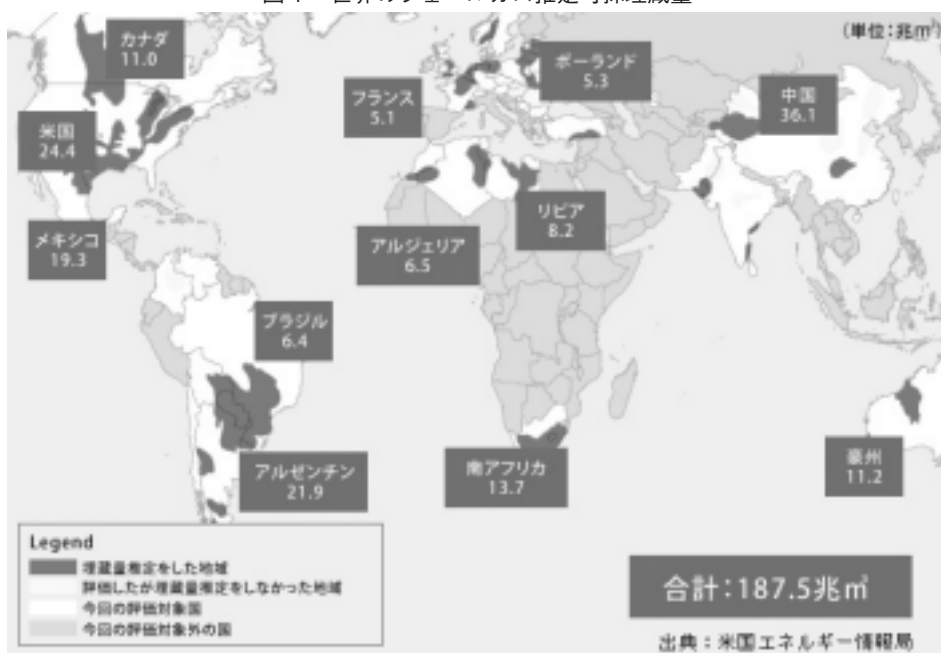 (単位：兆㎥)
カナダ
11.0
米国
24.4
メキシコ
19.3
フランス
5.1
ポーランド
5.3
中国
36.1
リビア
8.2
アルジェリア
6.5
ブラジル
6.4
アルゼンチン
21.9
南アフリカ
13.7
豪州
11.2
Legend
埋蔵量推定をした地域
評価したが埋蔵量推定をしなかった地域
今回の評価対象国
今回の評価対象外の国
合計：187.5兆㎥
出典：米国エネルギー情報局